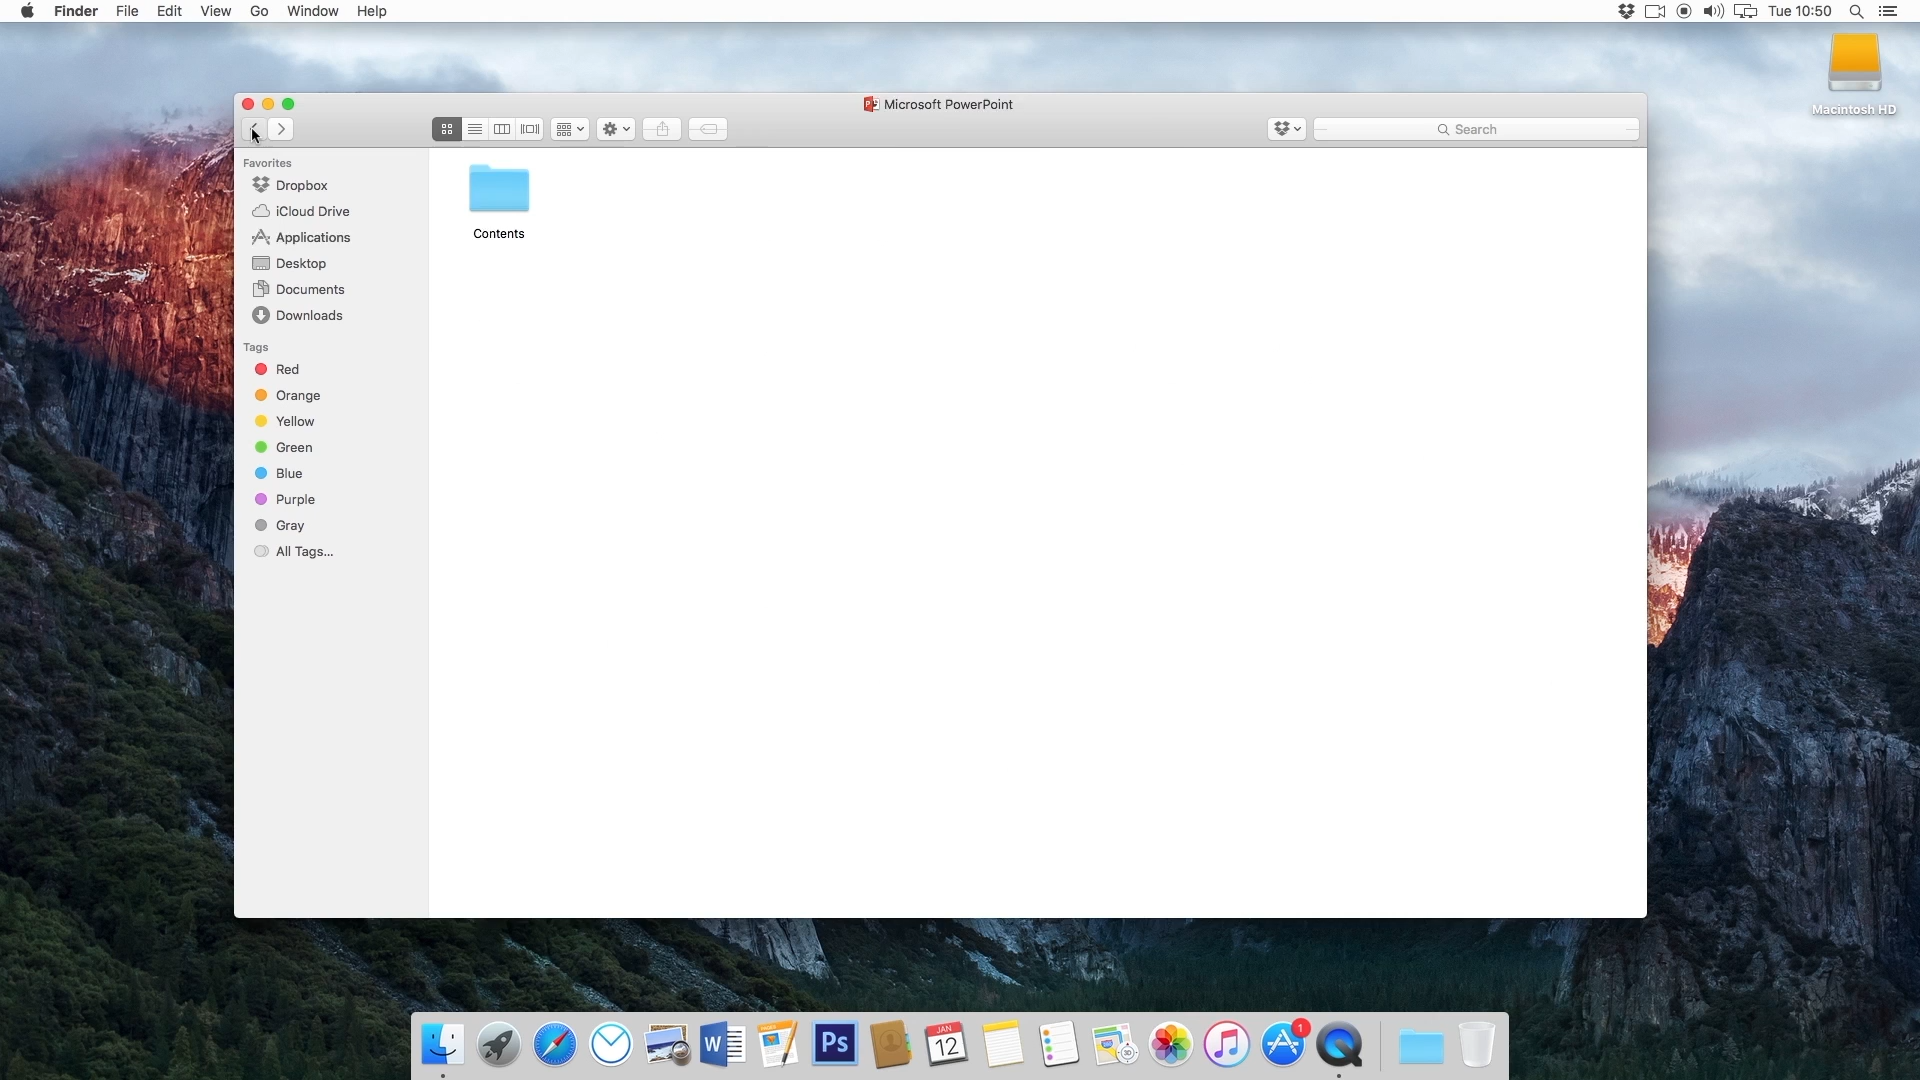 Finder File Edit View Go Window Help Tue 10:50
Macintosh HD
Microsoft PowerPoint
Search
Favorites
Dropbox
iCloud Drive
Applications
Desktop
Documents
Downloads
Tags
Red
Orange
Yellow
Green
Blue
Purple
Gray
All Tags...
Contents
W
PAGES
Ps
JAN
12
3D
1